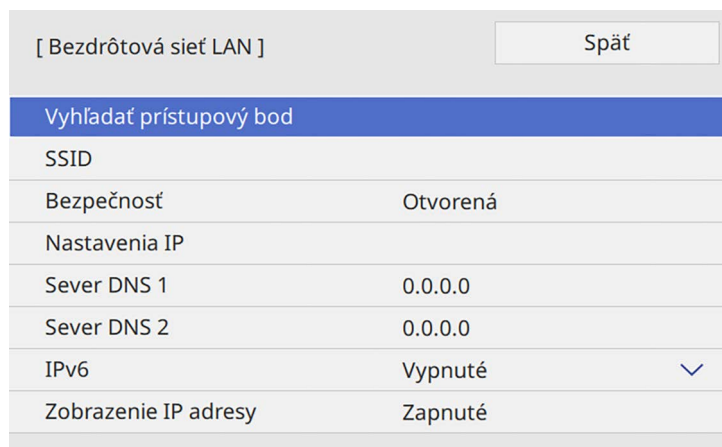 [ Bezdrôtová sieť LAN ] Späť
Vyhľadať prístupový bod
SSID
Bezpečnosť Otvorená
Nastavenia IP
Sever DNS 1 0.0.0.0
Sever DNS 2 0.0.0.0
IPv6 Vypnuté
Zobrazenie IP adresy Zapnuté